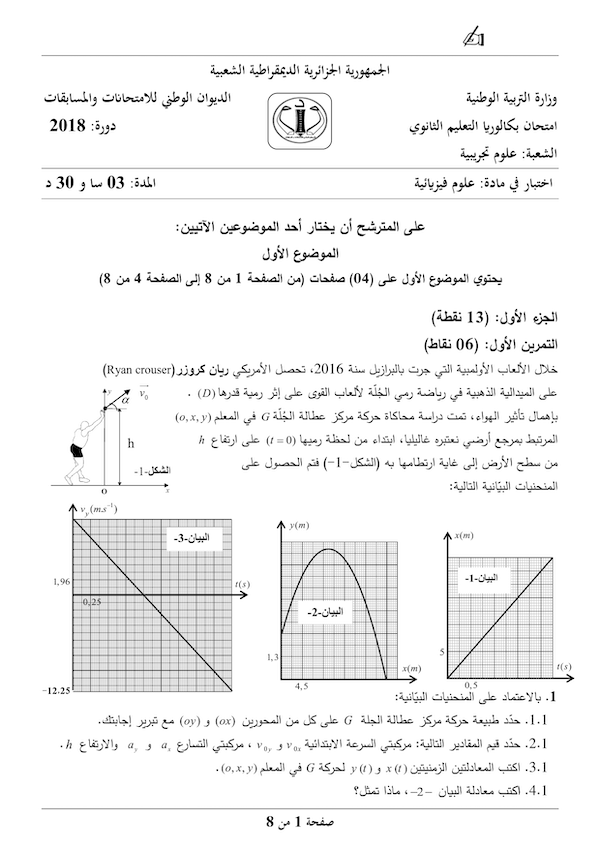 الجمهورية الجزائرية الديمقراطية الشعبية
وزارة التربية الوطنية
الديوان الوطني للامتحانات والمسابقات
امتحان بكالوريا التعليم الثانوي
دورة: 2018
الشعبة: علوم تجريبية
اختبار في مادة: علوم فيزيائية
المدة: 03 سا و 30 د
على المترشح أن يختار أحد الموضوعين الآتيين:
الموضوع الأول
يحتوي الموضوع الأول على (04) صفحات (من الصفحة 1 من 8 إلى الصفحة 4 من 8)
الجزء الأول: (13 نقطة)
التمرين الأول: (06 نقاط)
خلال الألعاب الأولمبية التي جرت بالبرازيل سنة 2016، تحصل الأمريكي ريان كروزر (Ryan crouser)
على الميدالية الذهبية في رياضة رمي الجُلّة لألعاب القوى على إثر رمية قدرها (D) .
بإهمال تأثير الهواء، تمت دراسة محاكاة حركة مركز عطالة الجُلّة G في المعلم (o, x, y)
المرتبط بمرجع أرضي نعتبره غاليليا، ابتداء من لحظة رميها (t = 0) على ارتفاع h
من سطح الأرض إلى غاية ارتطامها به (الشكل-1-) فتم الحصول على
المنحنيات البيّانية التالية:
y
v₀
α
h
الشكل-1-
o
x
v_y (m.s⁻¹)
البيان-3-
1,96
t(s)
0,25
−12.25
y(m)
البيان-2-
1,3
x(m)
4,5
x(m)
البيان-1-
5
t(s)
0,5
1. بالاعتماد على المنحنيات البيّانية:
1.1. حدّد طبيعة حركة مركز عطالة الجلة G على كل من المحورين (ox) و (oy) مع تبرير إجابتك.
2.1. حدّد قيم المقادير التالية: مركبتي السرعة الابتدائية v₀ₓ و v₀y ، مركبتي التسارع aₓ و a_y والارتفاع h .
3.1. اكتب المعادلتين الزمنيتين x(t) و y(t) لحركة G في المعلم (o, x, y).
4.1. اكتب معادلة البيان –2–، ماذا تمثل؟
صفحة 1 من 8